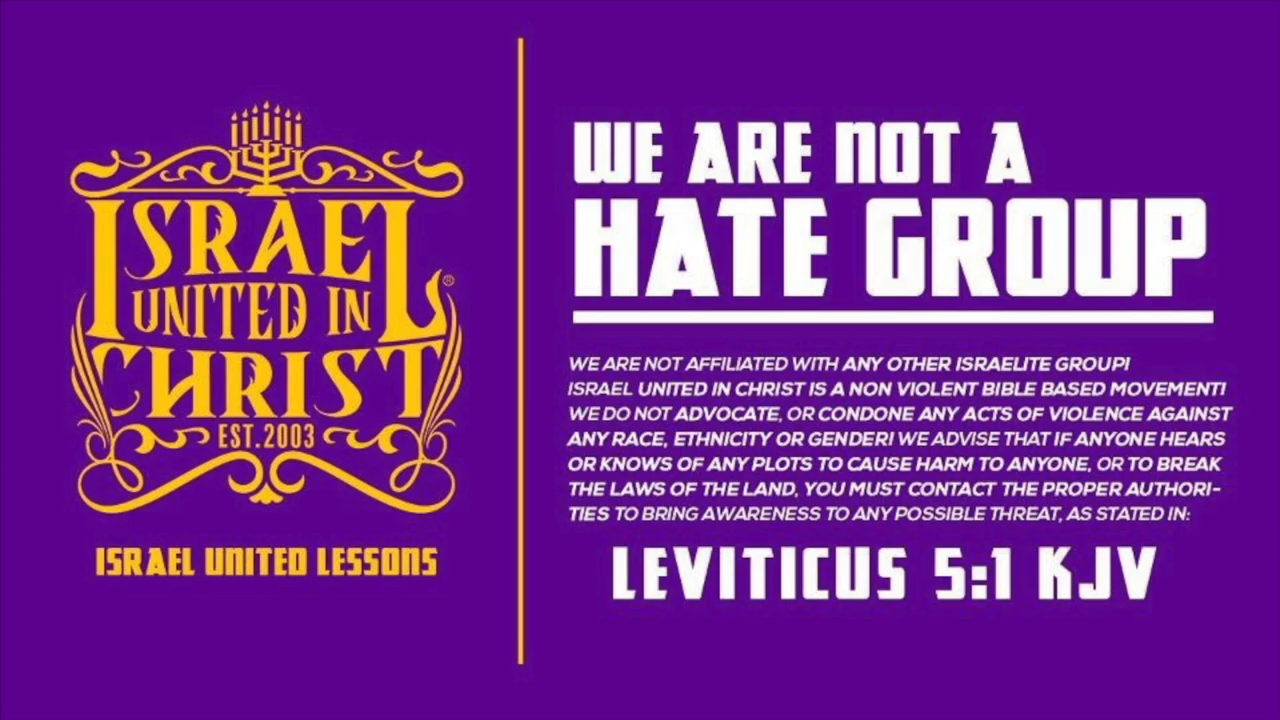 ISRAEL
UNITED IN
CHRIST
EST.2003
ISRAEL UNITED LESSONS
WE ARE NOT A
HATE GROUP
WE ARE NOT AFFILIATED WITH ANY OTHER ISRAELITE GROUP!
ISRAEL UNITED IN CHRIST IS A NON VIOLENT BIBLE BASED MOVEMENT!
WE DO NOT ADVOCATE, OR CONDONE ANY ACTS OF VIOLENCE AGAINST
ANY RACE, ETHNICITY OR GENDER! WE ADVISE THAT IF ANYONE HEARS
OR KNOWS OF ANY PLOTS TO CAUSE HARM TO ANYONE, OR TO BREAK
THE LAWS OF THE LAND, YOU MUST CONTACT THE PROPER AUTHORI-
TIES TO BRING AWARENESS TO ANY POSSIBLE THREAT, AS STATED IN:
LEVITICUS 5:1 KJV